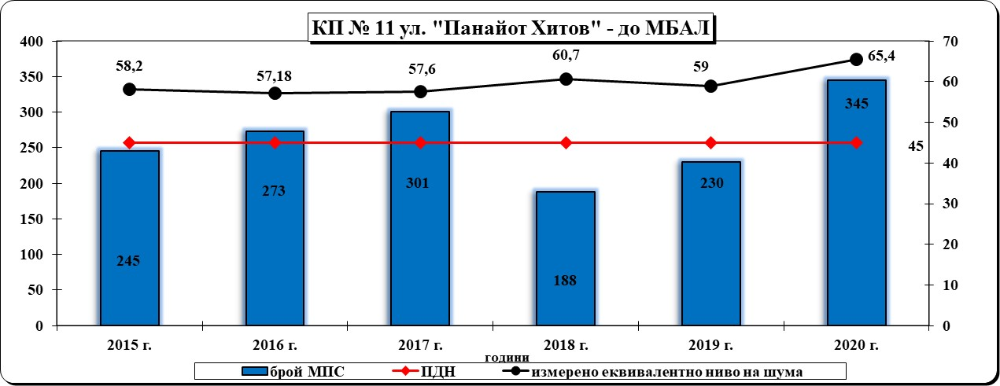 КП № 11 ул. "Панайот Хитов" - до МБАЛ
400
350
300
250
200
150
100
50
0
70
60
50
40
30
20
10
0
58,2
57,18
57,6
60,7
59
65,4
45
245
273
301
188
230
345
2015 г.
2016 г.
2017 г.
2018 г.
2019 г.
2020 г.
години
брой МПС
ПДН
измерено еквивалентно ниво на шума